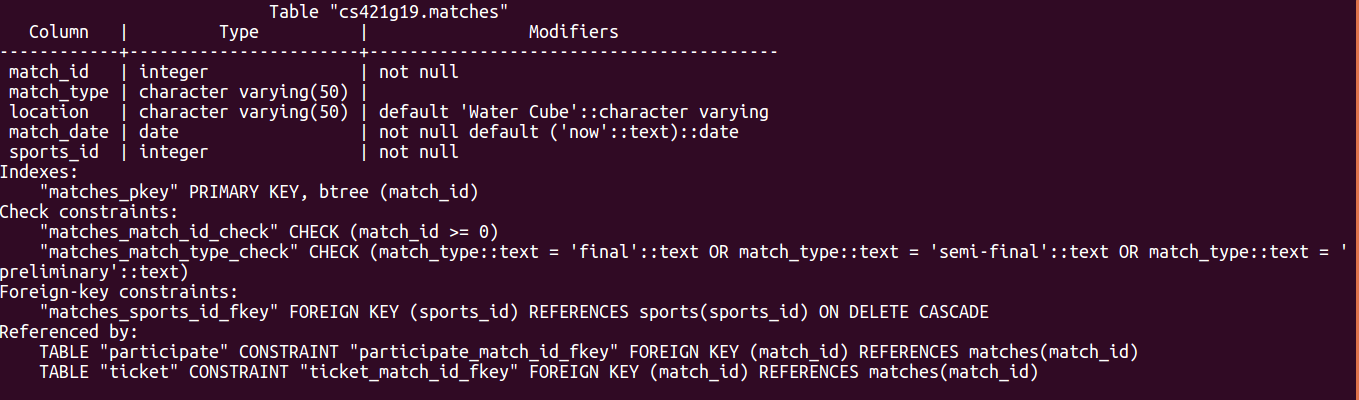 Table "cs421g19.matches"
   Column   |         Type          |               Modifiers
------------+-----------------------+-----------------------------------------
 match_id   | integer               | not null
 match_type | character varying(50) |
 location   | character varying(50) | default 'Water Cube'::character varying
 match_date | date                  | not null default ('now'::text)::date
 sports_id  | integer               | not null
Indexes:
    "matches_pkey" PRIMARY KEY, btree (match_id)
Check constraints:
    "matches_match_id_check" CHECK (match_id >= 0)
    "matches_match_type_check" CHECK (match_type::text = 'final'::text OR match_type::text = 'semi-final'::text OR match_type::text = '
preliminary'::text)
Foreign-key constraints:
    "matches_sports_id_fkey" FOREIGN KEY (sports_id) REFERENCES sports(sports_id) ON DELETE CASCADE
Referenced by:
    TABLE "participate" CONSTRAINT "participate_match_id_fkey" FOREIGN KEY (match_id) REFERENCES matches(match_id)
    TABLE "ticket" CONSTRAINT "ticket_match_id_fkey" FOREIGN KEY (match_id) REFERENCES matches(match_id)